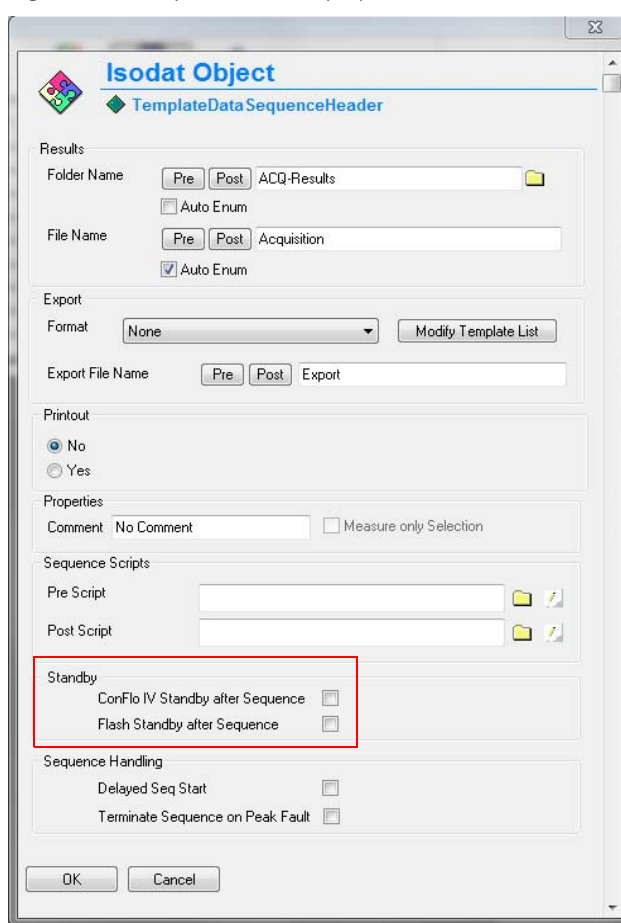 Isodat Object
TemplateDataSequenceHeader
Results
Folder Name Pre Post ACQ-Results
Auto Enum
File Name Pre Post Acquisition
Auto Enum
Export
Format None Modify Template List
Export File Name Pre Post Export
Printout
No
Yes
Properties
Comment No Comment Measure only Selection
Sequence Scripts
Pre Script
Post Script
Standby
ConFlo IV Standby after Sequence
Flash Standby after Sequence
Sequence Handling
Delayed Seq Start
Terminate Sequence on Peak Fault
OK Cancel